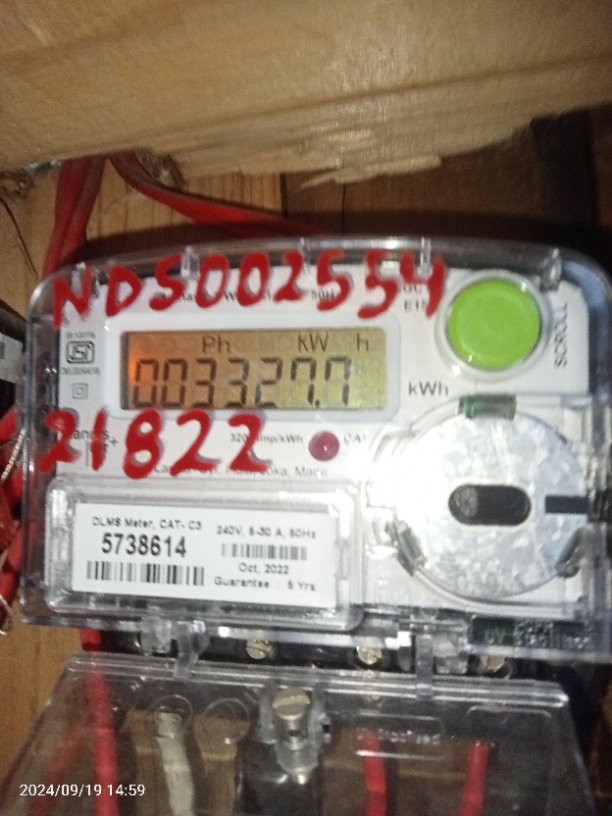 NDS002554
E15
SCROLL
Ph kW h
003327.7
kWh
21822
DLMS Meter, CAT- C3
240V, 5-30 A, 50Hz
5738614
Oct, 2022
Guarantee : 5 Yrs
2024/09/19 14:59